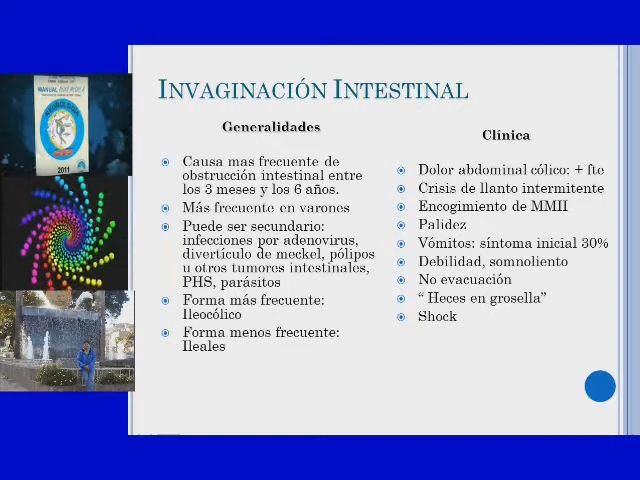 INVAGINACIÓN INTESTINAL
Generalidades
Causa mas frecuente de
obstrucción intestinal entre
los 3 meses y los 6 años.
Más frecuente en varones
Puede ser secundario:
infecciones por adenovirus,
divertículo de meckel, pólipos
u otros tumores intestinales,
PHS, parásitos
Forma más frecuente:
Ileocólico
Forma menos frecuente:
Ileales
Clínica
Dolor abdominal cólico: + fte
Crisis de llanto intermitente
Encogimiento de MMII
Palidez
Vómitos: síntoma inicial 30%
Debilidad, somnoliento
No evacuación
“ Heces en grosella”
Shock
MANUAL
NEUROLOGIA
2011